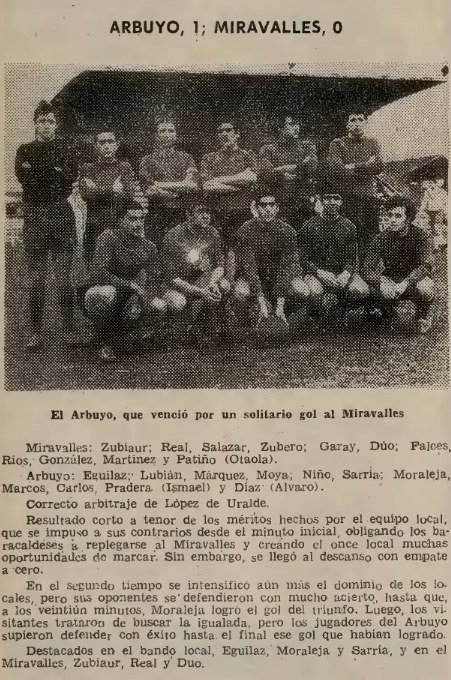 ARBUYO, 1; MIRAVALLES, 0
El Arbuyo, que venció por un solitario gol al Miravalles
Miravalles: Zubiaur; Real, Salazar, Zubero; Garay, Dúo; Palces,
Ríos, González, Martínez y Patiño (Otaola).
Arbuyo: Eguilaz; Lubián, Márquez, Moya; Niño, Sarría; Moraleja,
Marcos, Carlos, Pradera (Ismael) y Díaz (Alvaro).
Correcto arbitraje de López de Uralde.
Resultado corto a tenor de los méritos hechos por el equipo local,
que se impuso a sus contrarios desde el minuto inicial, obligando los ba-
racaldeses a replegarse al Miravalles y creando el once local muchas
oportunidades de marcar. Sin embargo, se llegó al descanso con empate
a cero.
En el segundo tiempo se intensificó aún más el dominio de los lo-
cales, pero sus oponentes se defendieron con mucho acierto, hasta que,
a los veintiún minutos, Moraleja logró el gol del triunfo. Luego, los vi-
sitantes trataron de buscar la igualada, pero los jugadores del Arbuyo
supieron defender con éxito hasta el final ese gol que habían logrado.
Destacados en el bando local, Eguilaz, Moraleja y Sarría, y en el
Miravalles, Zubiaur, Real y Duo.